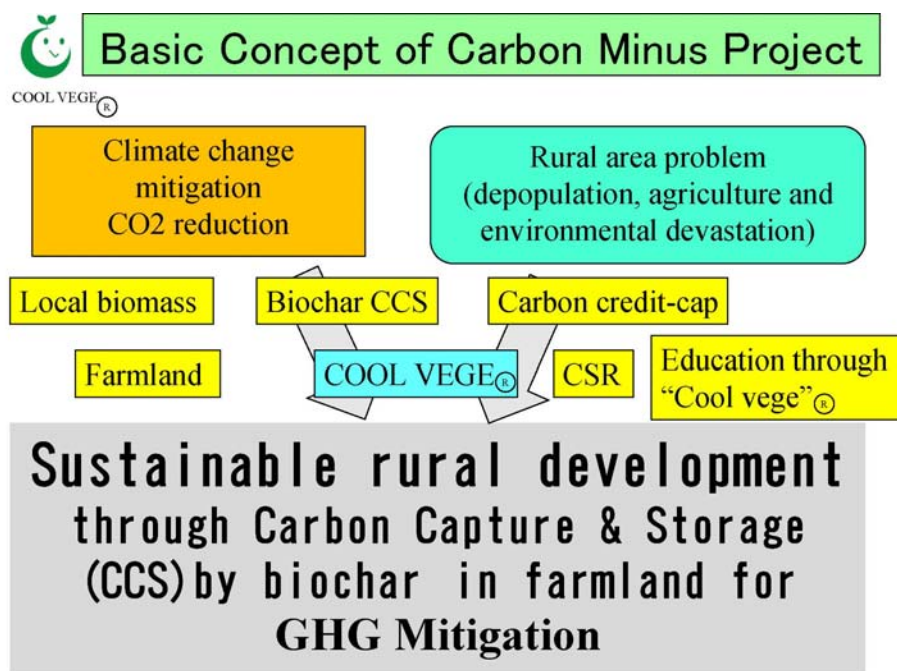 Basic Concept of Carbon Minus Project
COOL VEGE®
Climate change
mitigation
CO2 reduction
Rural area problem
(depopulation, agriculture and
environmental devastation)
Local biomass
Biochar CCS
Carbon credit-cap
Farmland
COOL VEGE®
CSR
Education through
“Cool vege”®
Sustainable rural development
through Carbon Capture & Storage
(CCS) by biochar in farmland for
GHG Mitigation